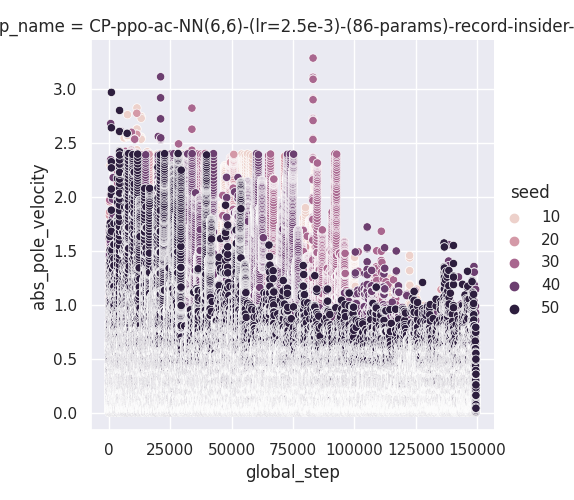 p_name = CP-ppo-ac-NN(6,6)-(lr=2.5e-3)-(86-params)-record-insider-
3.0
2.5
2.0
1.5
1.0
0.5
0.0
abs_pole_velocity
0 25000 50000 75000 100000 125000 150000
global_step
seed
10
20
30
40
50